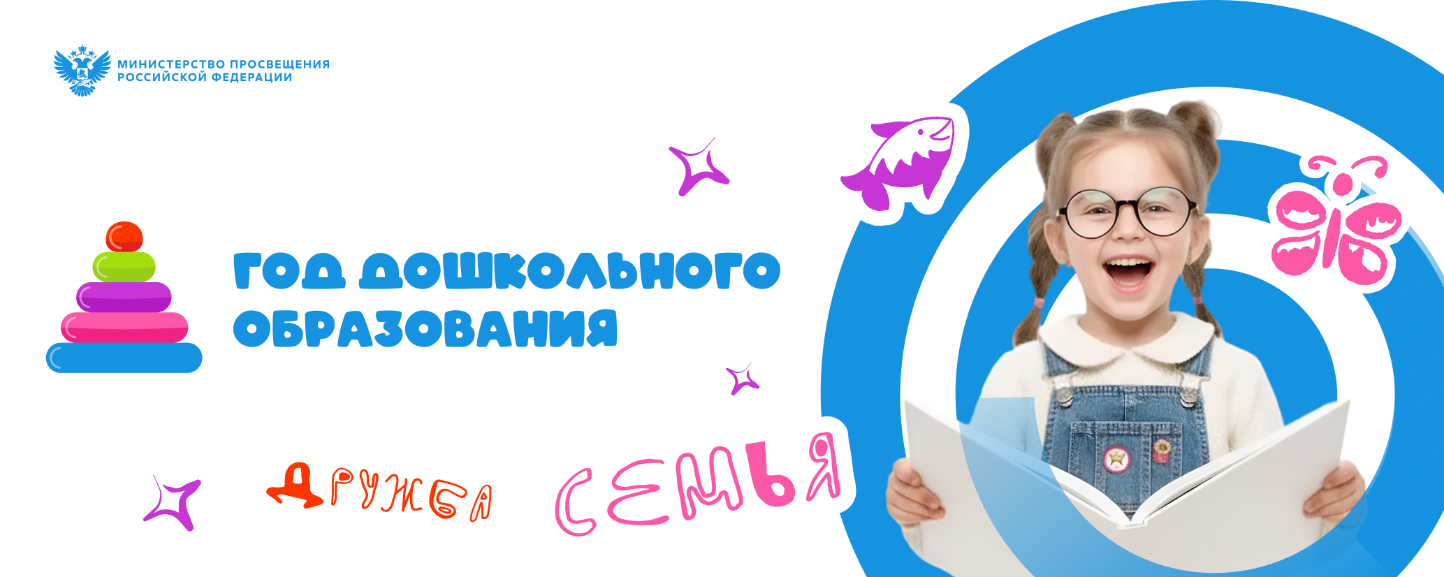 МИНИСТЕРСТВО ПРОСВЕЩЕНИЯ
РОССИЙСКОЙ ФЕДЕРАЦИИ
ГОД ДОШКОЛЬНОГО
ОБРАЗОВАНИЯ
ДРУЖБА
СЕМЬЯ